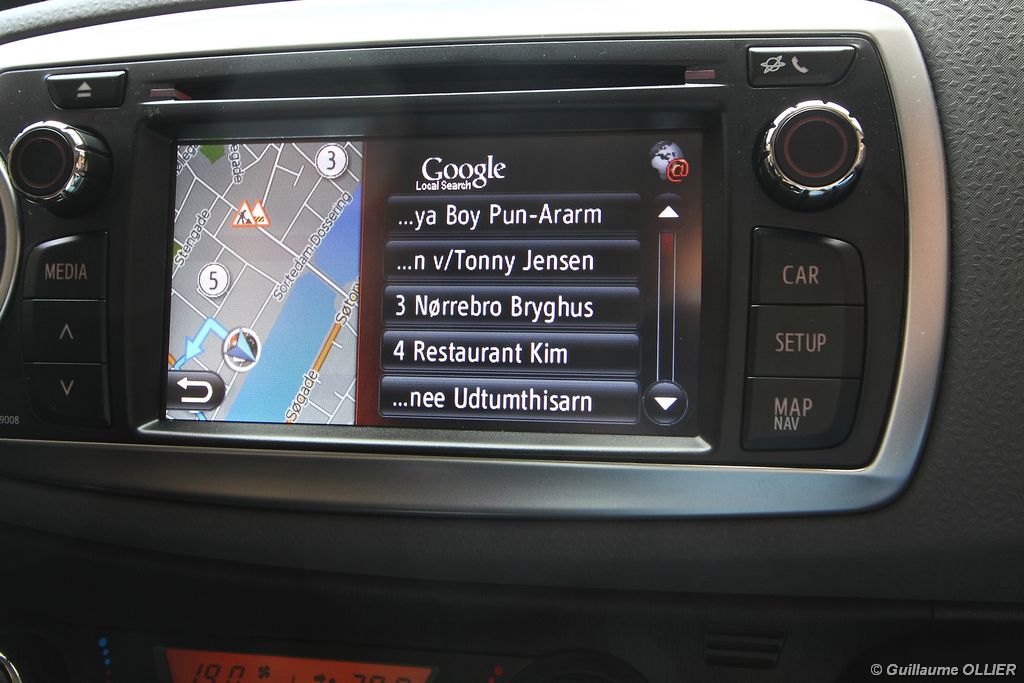 MEDIA
9008
3
5
Stengade
Sortedam Dossering
Søgade
Google
Local Search
@
...ya Boy Pun-Ararm
...n v/Tonny Jensen
3 Nørrebro Bryghus
4 Restaurant Kim
...nee Udtumthisarn
CAR
SETUP
MAP
NAV
© Guillaume OLLIER